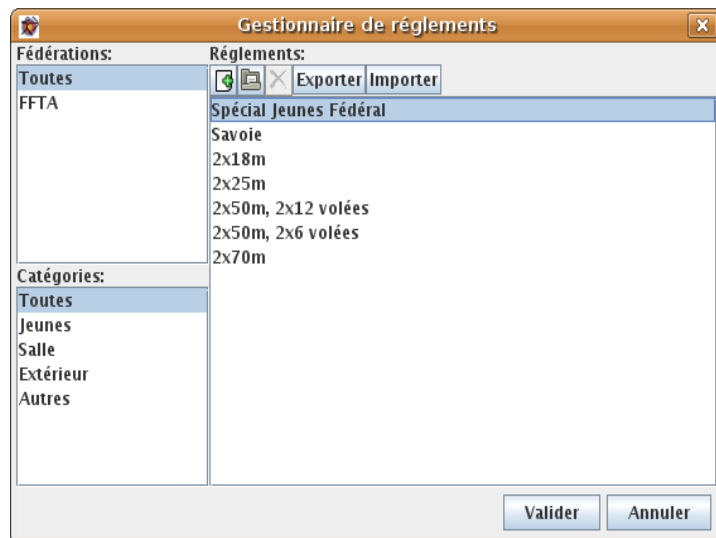 Gestionnaire de réglements
Fédérations:
Toutes
FFTA
Catégories:
Toutes
Jeunes
Salle
Extérieur
Autres
Réglements:
Exporter Importer
Spécial Jeunes Fédéral
Savoie
2x18m
2x25m
2x50m, 2x12 volées
2x50m, 2x6 volées
2x70m
Valider Annuler